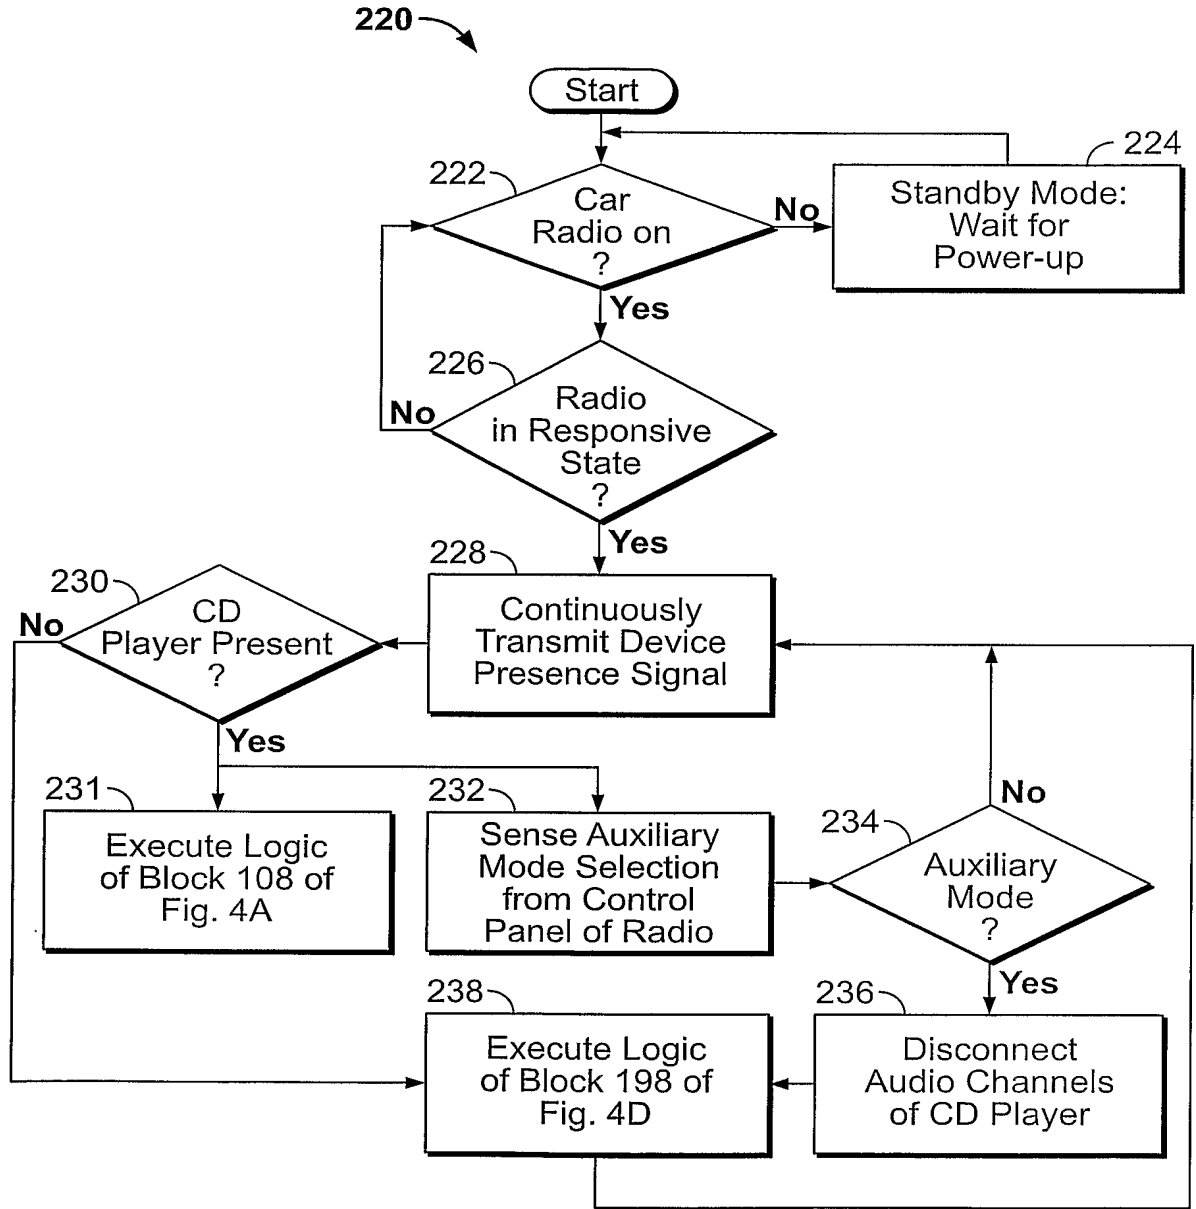 220
Start
224
222
Car
Radio on
?
No
Standby Mode:
Wait for
Power-up
Yes
226
Radio
in Responsive
State
?
No
Yes
228
Continuously
Transmit Device
Presence Signal
230
No
CD
Player Present
?
Yes
231
Execute Logic
of Block 108 of
Fig. 4A
232
Sense Auxiliary
Mode Selection
from Control
Panel of Radio
234
No
Auxiliary
Mode
?
Yes
238
Execute Logic
of Block 198 of
Fig. 4D
236
Disconnect
Audio Channels
of CD Player